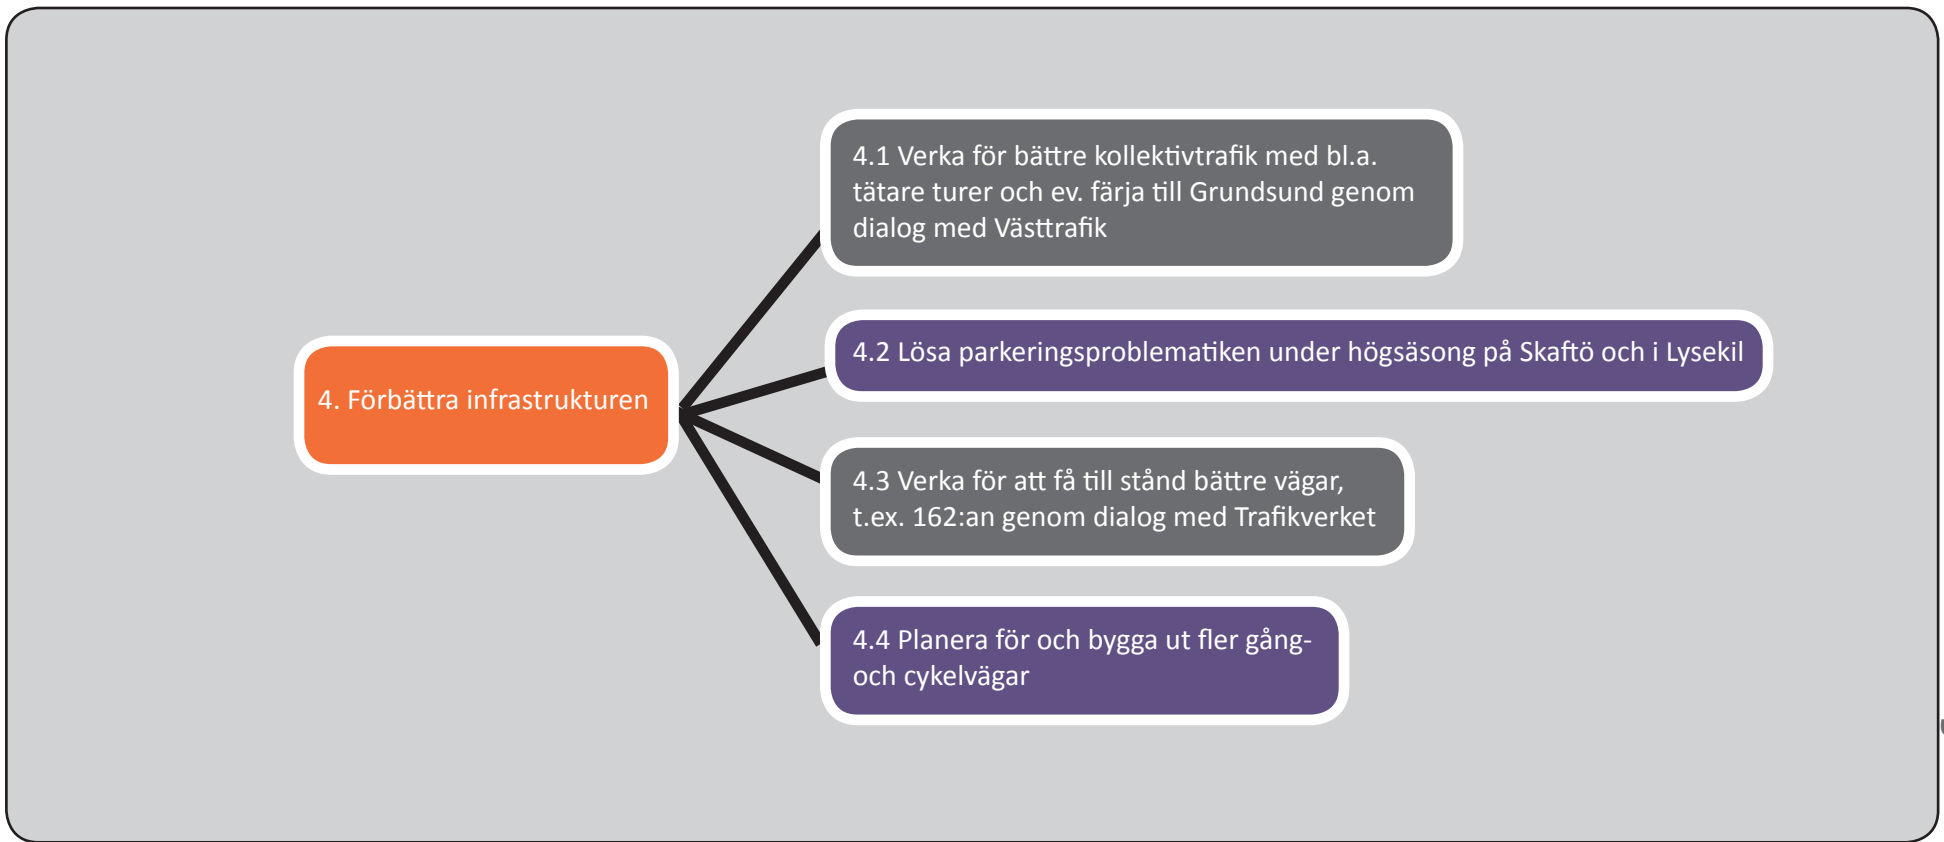 4. Förbättra infrastrukturen
4.1 Verka för bättre kollektivtrafik med bl.a.
tätare turer och ev. färja till Grundsund genom
dialog med Västtrafik
4.2 Lösa parkeringsproblematiken under högsäsong på Skaftö och i Lysekil
4.3 Verka för att få till stånd bättre vägar,
t.ex. 162:an genom dialog med Trafikverket
4.4 Planera för och bygga ut fler gång-
och cykelvägar